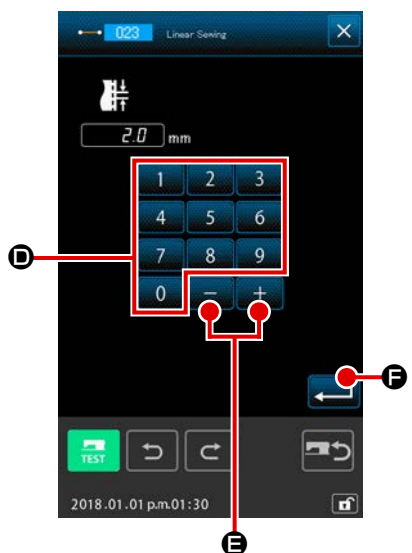 023 Linear Sewing
2.0 mm
1 2 3
4 5 6
D
7 8 9
0 − +
F
TEST
2018.01.01 p.m.01:30
E